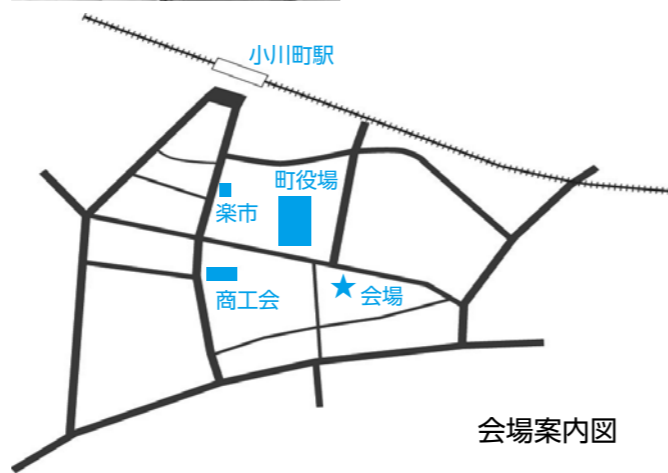 小川町駅
町役場
楽市
商工会
会場
会場案内図